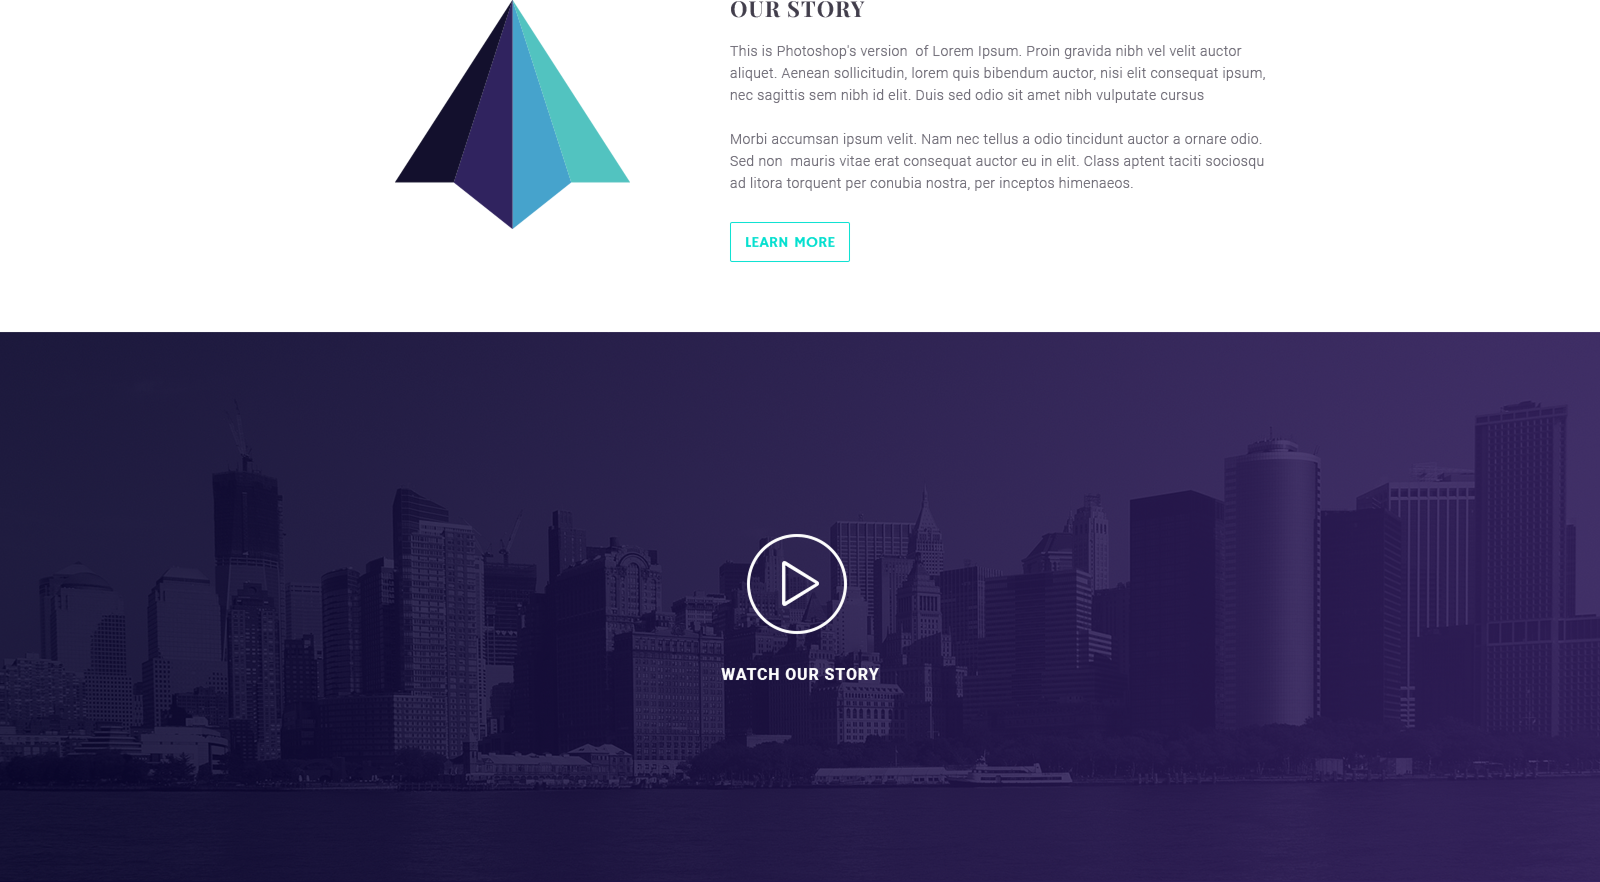 OUR STORY
This is Photoshop's version  of Lorem Ipsum. Proin gravida nibh vel velit auctor
aliquet. Aenean sollicitudin, lorem quis bibendum auctor, nisi elit consequat ipsum,
nec sagittis sem nibh id elit. Duis sed odio sit amet nibh vulputate cursus
Morbi accumsan ipsum velit. Nam nec tellus a odio tincidunt auctor a ornare odio.
Sed non  mauris vitae erat consequat auctor eu in elit. Class aptent taciti sociosqu
ad litora torquent per conubia nostra, per inceptos himenaeos.
LEARN MORE
WATCH OUR STORY